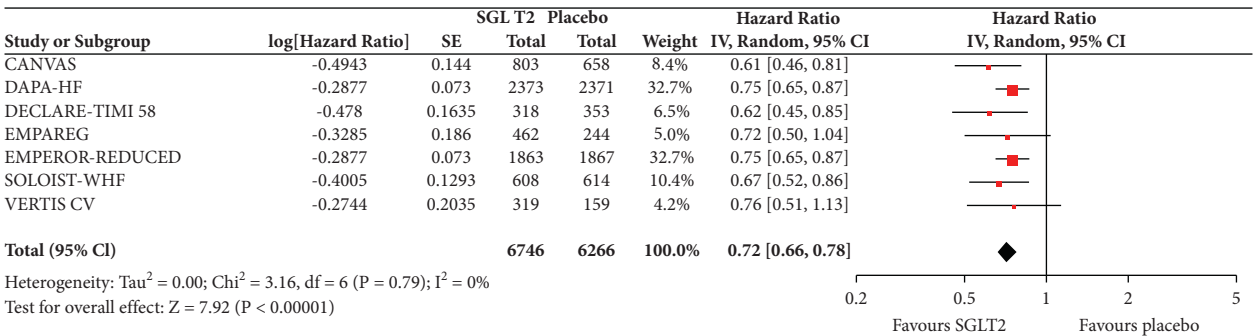 SGL T2 Placebo Hazard Ratio Hazard Ratio
Study or Subgroup log[Hazard Ratio] SE Total Total Weight IV, Random, 95% CI IV, Random, 95% CI
CANVAS -0.4943 0.144 803 658 8.4% 0.61 [0.46, 0.81]
DAPA-HF -0.2877 0.073 2373 2371 32.7% 0.75 [0.65, 0.87]
DECLARE-TIMI 58 -0.478 0.1635 318 353 6.5% 0.62 [0.45, 0.85]
EMPAREG -0.3285 0.186 462 244 5.0% 0.72 [0.50, 1.04]
EMPEROR-REDUCED -0.2877 0.073 1863 1867 32.7% 0.75 [0.65, 0.87]
SOLOIST-WHF -0.4005 0.1293 608 614 10.4% 0.67 [0.52, 0.86]
VERTIS CV -0.2744 0.2035 319 159 4.2% 0.76 [0.51, 1.13]
Total (95% Cl) 6746 6266 100.0% 0.72 [0.66, 0.78]
Heterogeneity: Tau² = 0.00; Chi² = 3.16, df = 6 (P = 0.79); I² = 0%
Test for overall effect: Z = 7.92 (P < 0.00001)
0.2 0.5 1 2 5
Favours SGLT2 Favours placebo